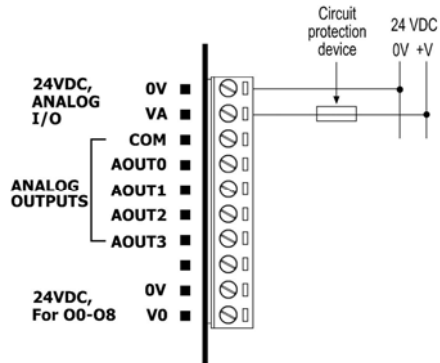 Circuit
protection
device
24 VDC
0V +V
24VDC,
ANALOG
I/O
0V
VA
COM
AOUT0
ANALOG
OUTPUTS
AOUT1
AOUT2
AOUT3
24VDC,
For O0-O8
0V
V0